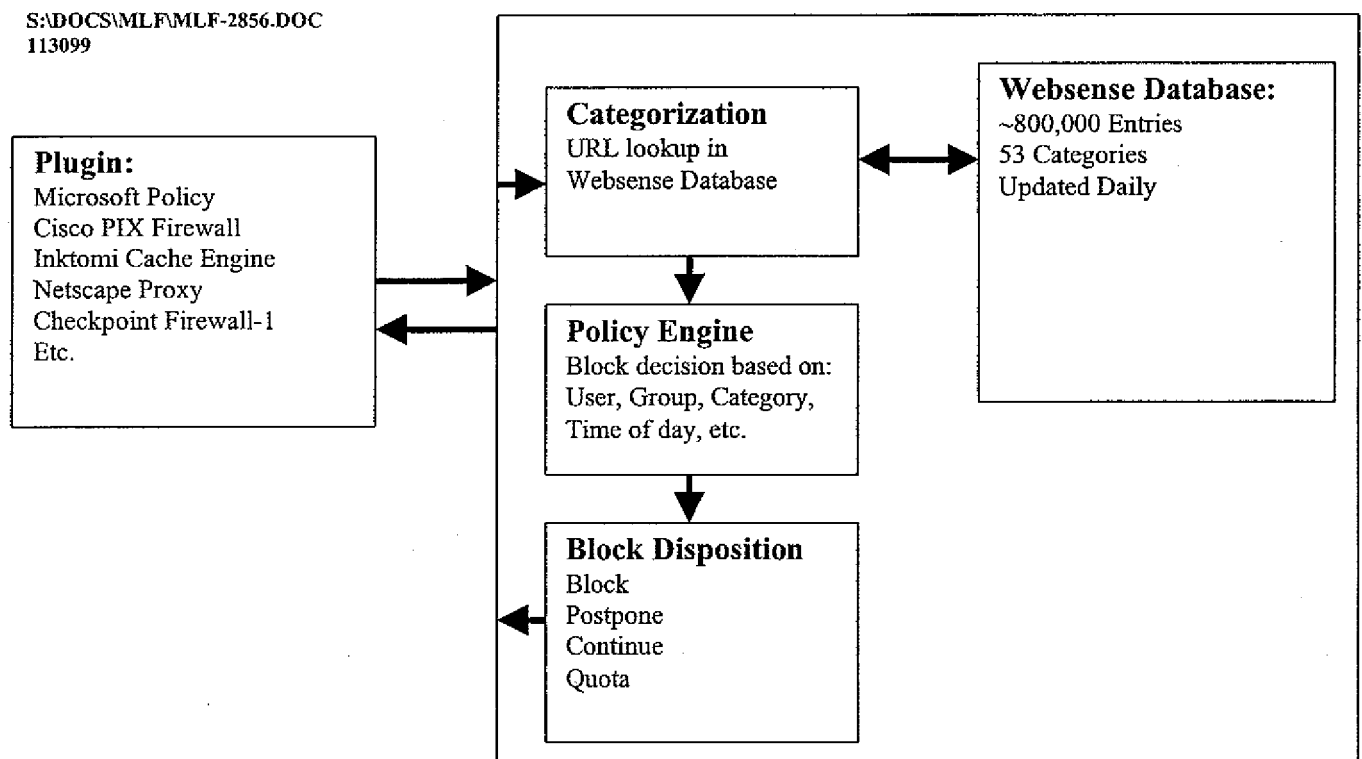 S:\DOCS\MLF\MLF-2856.DOC
113099
Plugin:
Microsoft Policy
Cisco PIX Firewall
Inktomi Cache Engine
Netscape Proxy
Checkpoint Firewall-1
Etc.
Categorization
URL lookup in
Websense Database
Policy Engine
Block decision based on:
User, Group, Category,
Time of day, etc.
Block Disposition
Block
Postpone
Continue
Quota
Websense Database:
~800,000 Entries
53 Categories
Updated Daily